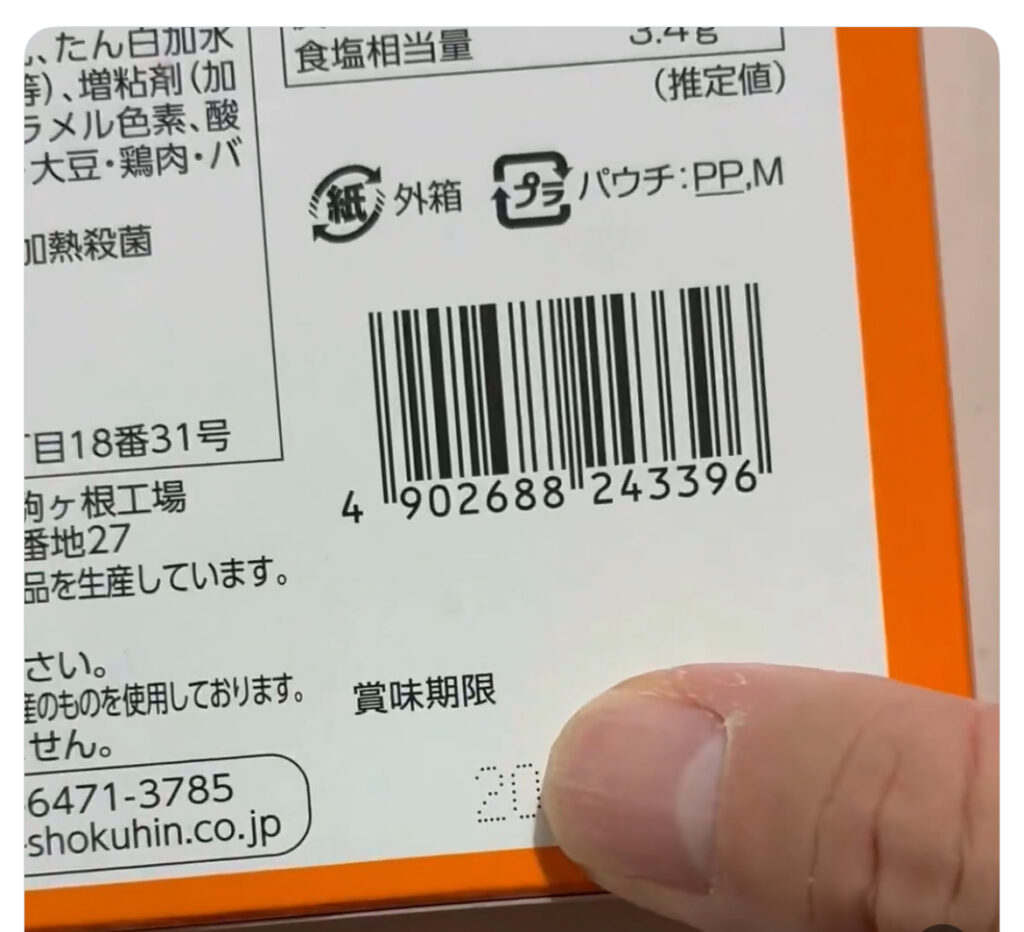 、たん白加水
等)、増粘剤(加
ラメル色素、酸
大豆・鶏肉・バ
加熱殺菌
目18番31号
駒ヶ根工場
番地27
品を生産しています。
さい。
産のものを使用しております。
せん。
6471-3785
-shokuhin.co.jp
食塩相当量 3.4g
(推定値)
紙 外箱 プラ パウチ:PP,M
4 902688 243396
賞味期限
20